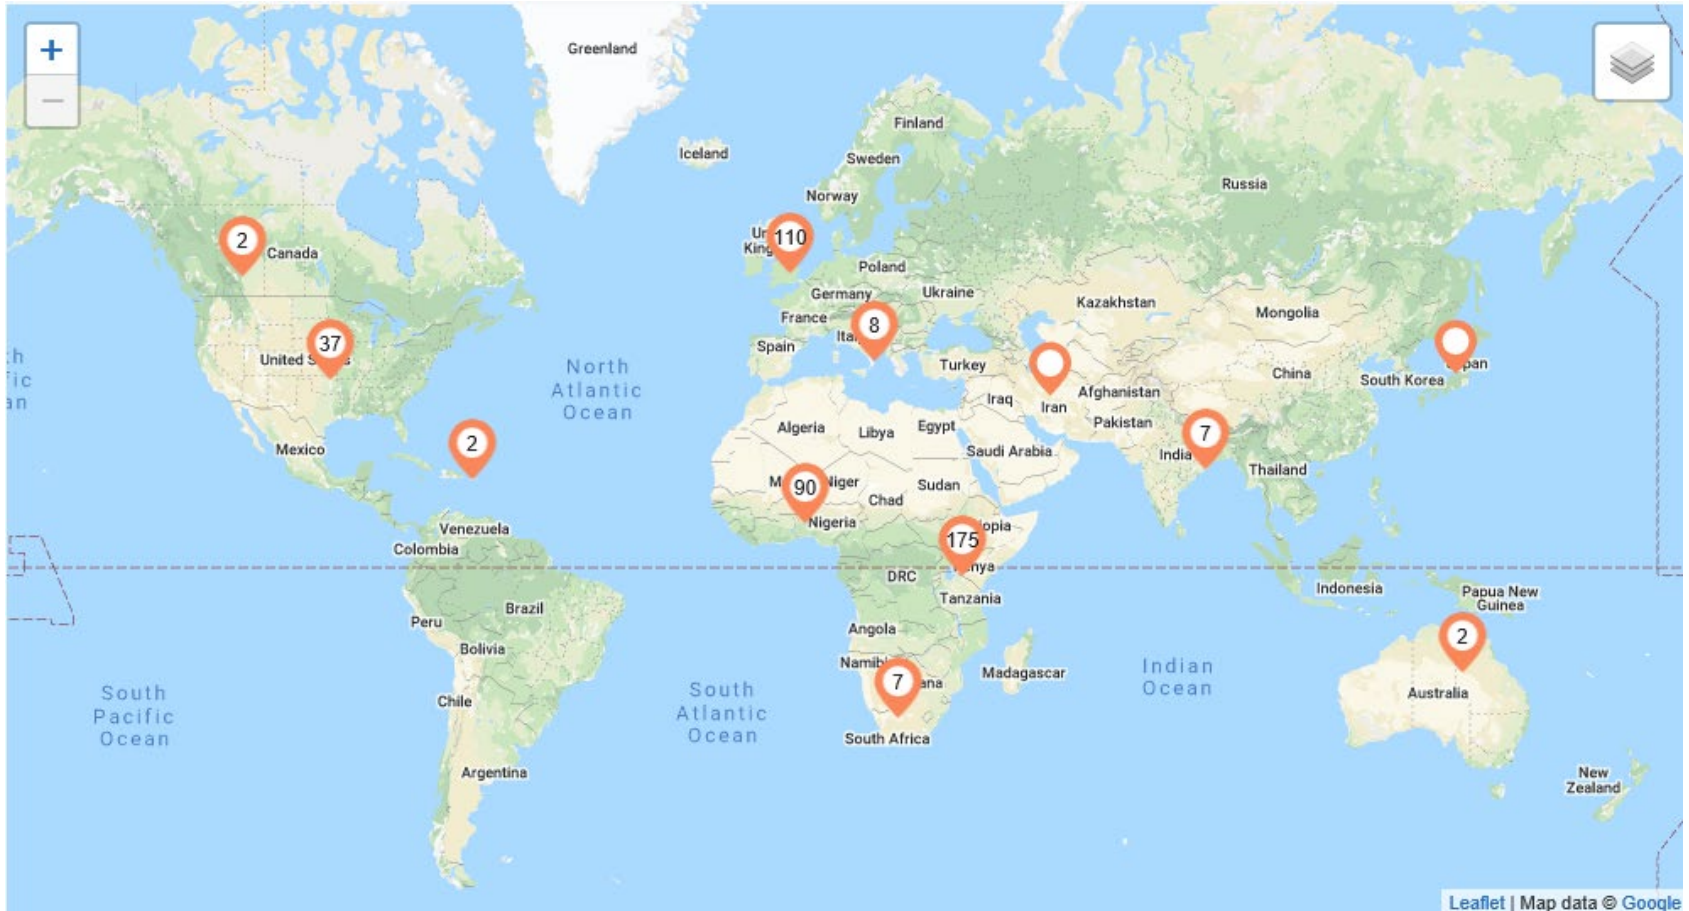 +
−
Greenland
Finland
Iceland
Sweden
Russia
Norway
2
Canada
110
Poland
Germany
Ukraine
Kazakhstan
Mongolia
France
8
37
Spain
Turkey
China
South Korea
Afghanistan
Iraq
Iran
North
Atlantic
Ocean
Algeria
Libya
Egypt
Pakistan
2
Mexico
Saudi Arabia
7
India
Thailand
90
Niger
Sudan
Chad
Nigeria
Venezuela
Colombia
175
DRC
Tanzania
Indonesia
Papua New
Guinea
Brazil
Peru
Angola
2
Bolivia
Madagascar
Indian
Ocean
7
Australia
South
Pacific
Ocean
South
Atlantic
Ocean
Chile
South Africa
Argentina
New
Zealand
Leaflet | Map data © Google